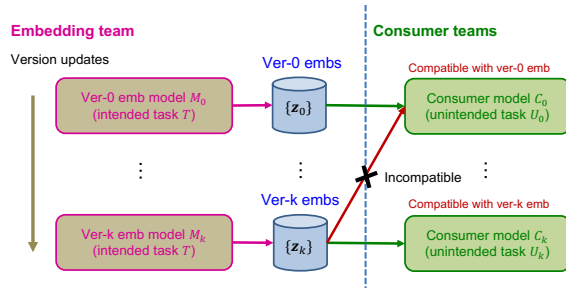 Embedding team
Consumer teams
Version updates
Ver-0 embs
Compatible with ver-0 emb
Ver-0 emb model M₀
(intended task T)
{z₀}
Consumer model C₀
(unintended task U₀)
⋮ ⋮ ⋮
Incompatible
Ver-k embs
Compatible with ver-k emb
Ver-k emb model Mₖ
(intended task T)
{zₖ}
Consumer model Cₖ
(unintended task Uₖ)